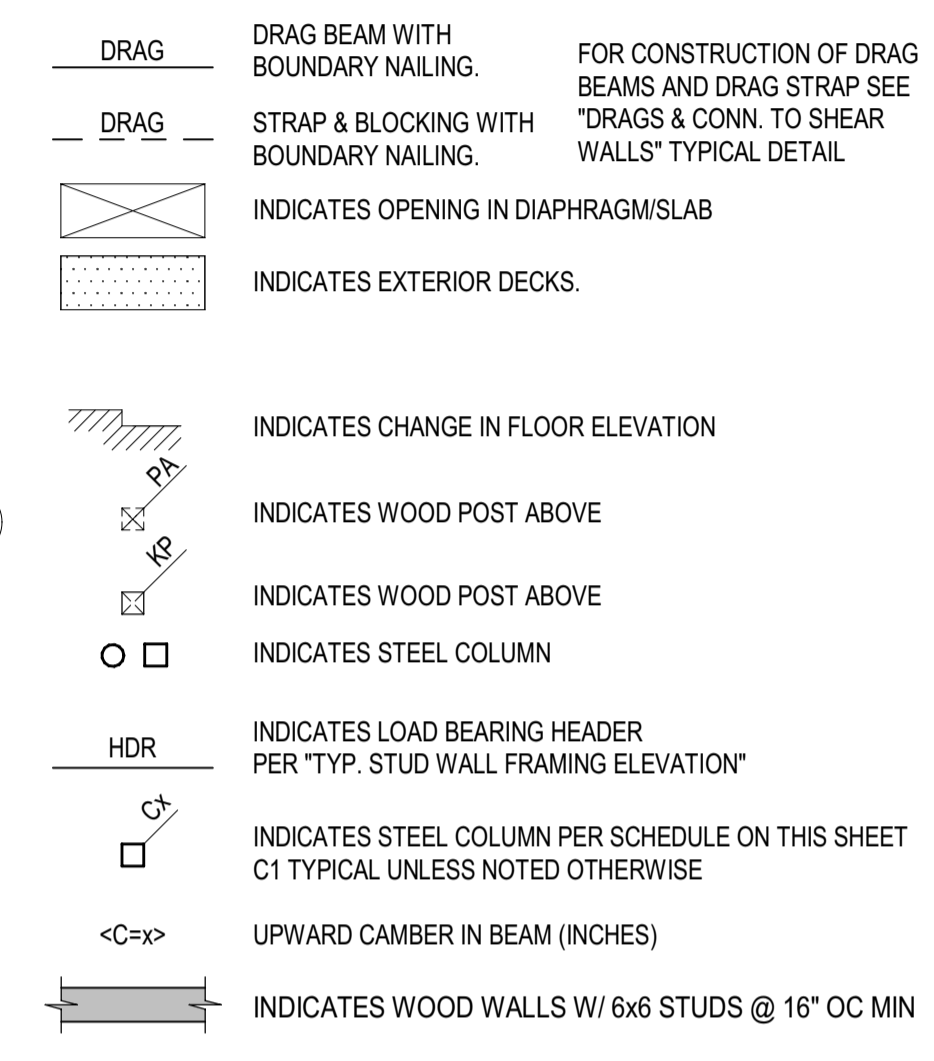 DRAG
DRAG BEAM WITH
BOUNDARY NAILING.
FOR CONSTRUCTION OF DRAG
BEAMS AND DRAG STRAP SEE
"DRAGS & CONN. TO SHEAR
WALLS" TYPICAL DETAIL
DRAG
STRAP & BLOCKING WITH
BOUNDARY NAILING.
INDICATES OPENING IN DIAPHRAGM/SLAB
INDICATES EXTERIOR DECKS.
INDICATES CHANGE IN FLOOR ELEVATION
PA
INDICATES WOOD POST ABOVE
KP
INDICATES WOOD POST ABOVE
INDICATES STEEL COLUMN
HDR
INDICATES LOAD BEARING HEADER
PER "TYP. STUD WALL FRAMING ELEVATION"
Cx
INDICATES STEEL COLUMN PER SCHEDULE ON THIS SHEET
C1 TYPICAL UNLESS NOTED OTHERWISE
<C=x>
UPWARD CAMBER IN BEAM (INCHES)
INDICATES WOOD WALLS W/ 6x6 STUDS @ 16" OC MIN